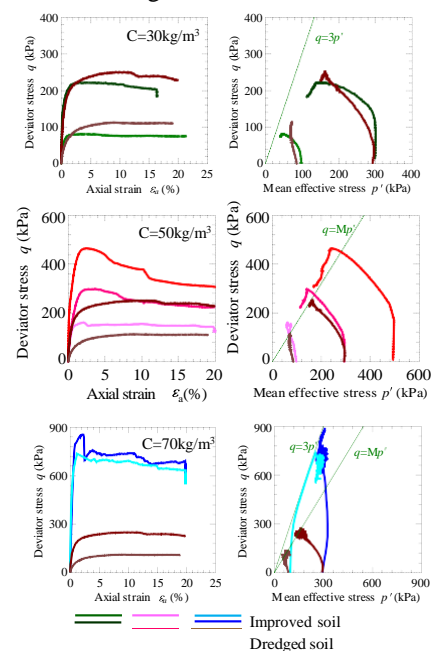 400
300
200
100
0
Deviator stress q (kPa)
C=30kg/m³
0 5 10 15 20 25
Axial strain εa (%)
400
300
200
100
0
Deviator stress q (kPa)
q=3p'
0 100 200 300 400
Mean effective stress p' (kPa)
600
400
200
0
Deviator stress q (kPa)
C=50kg/m³
0 5 10 15 20
Axial strain εa(%)
600
400
200
0
Deviator stress q (kPa)
q=Mp'
0 200 400 600
Mean effective stress p' (kPa)
900
600
300
0
Deviator stress q (kPa)
C=70kg/m³
0 5 10 15 20 25
Axial strain εa (%)
900
600
300
0
Deviator stress q (kPa)
q=3p' q=Mp'
0 300 600 900
Mean effective stress p' (kPa)
Improved soil
Dredged soil